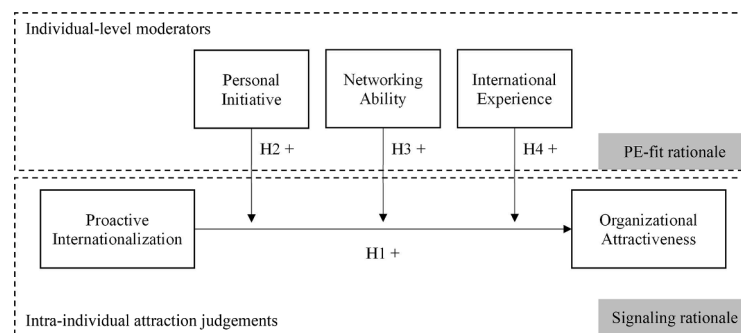 Individual-level moderators
Personal
Initiative
Networking
Ability
International
Experience
H2 +
H3 +
H4 +
PE-fit rationale
Proactive
Internationalization
Organizational
Attractiveness
H1 +
Intra-individual attraction judgements
Signaling rationale